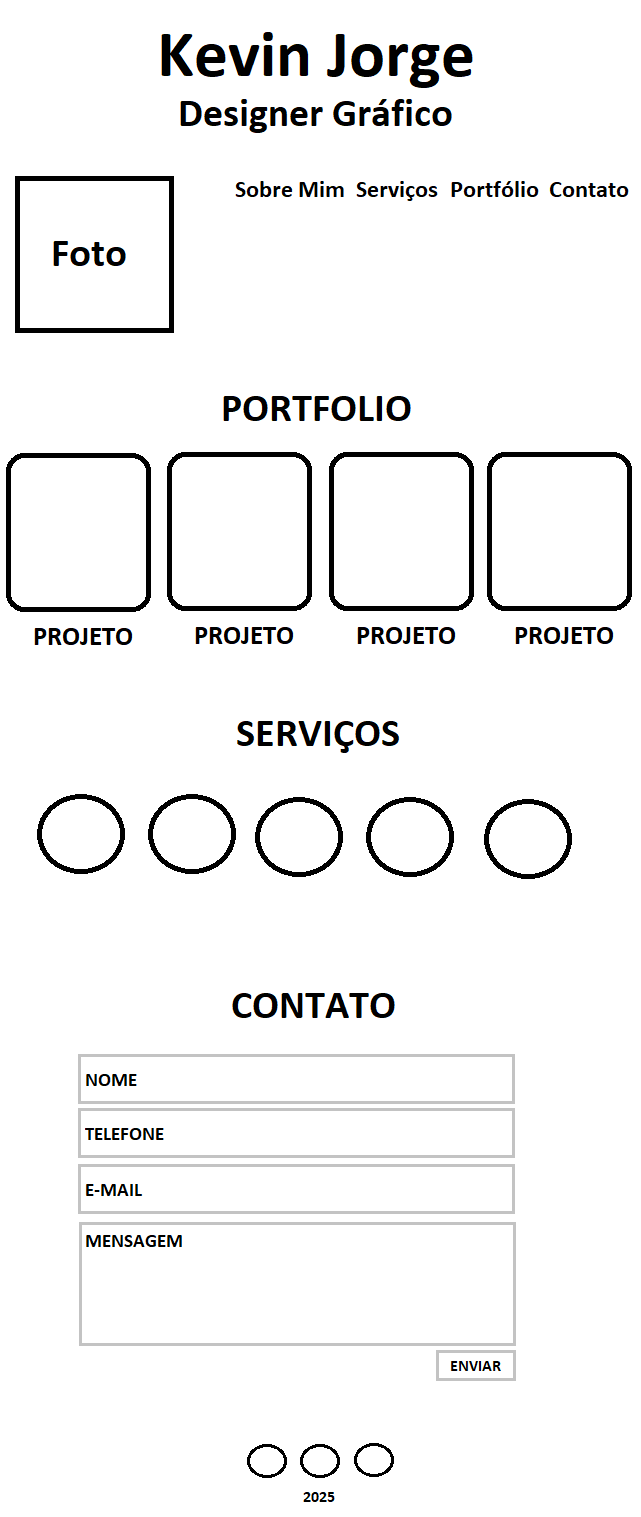 Kevin Jorge
Designer Gráfico
Sobre Mim Serviços Portfólio Contato
Foto
PORTFOLIO
PROJETO PROJETO PROJETO PROJETO
SERVIÇOS
CONTATO
NOME
TELEFONE
E-MAIL
MENSAGEM
ENVIAR
2025